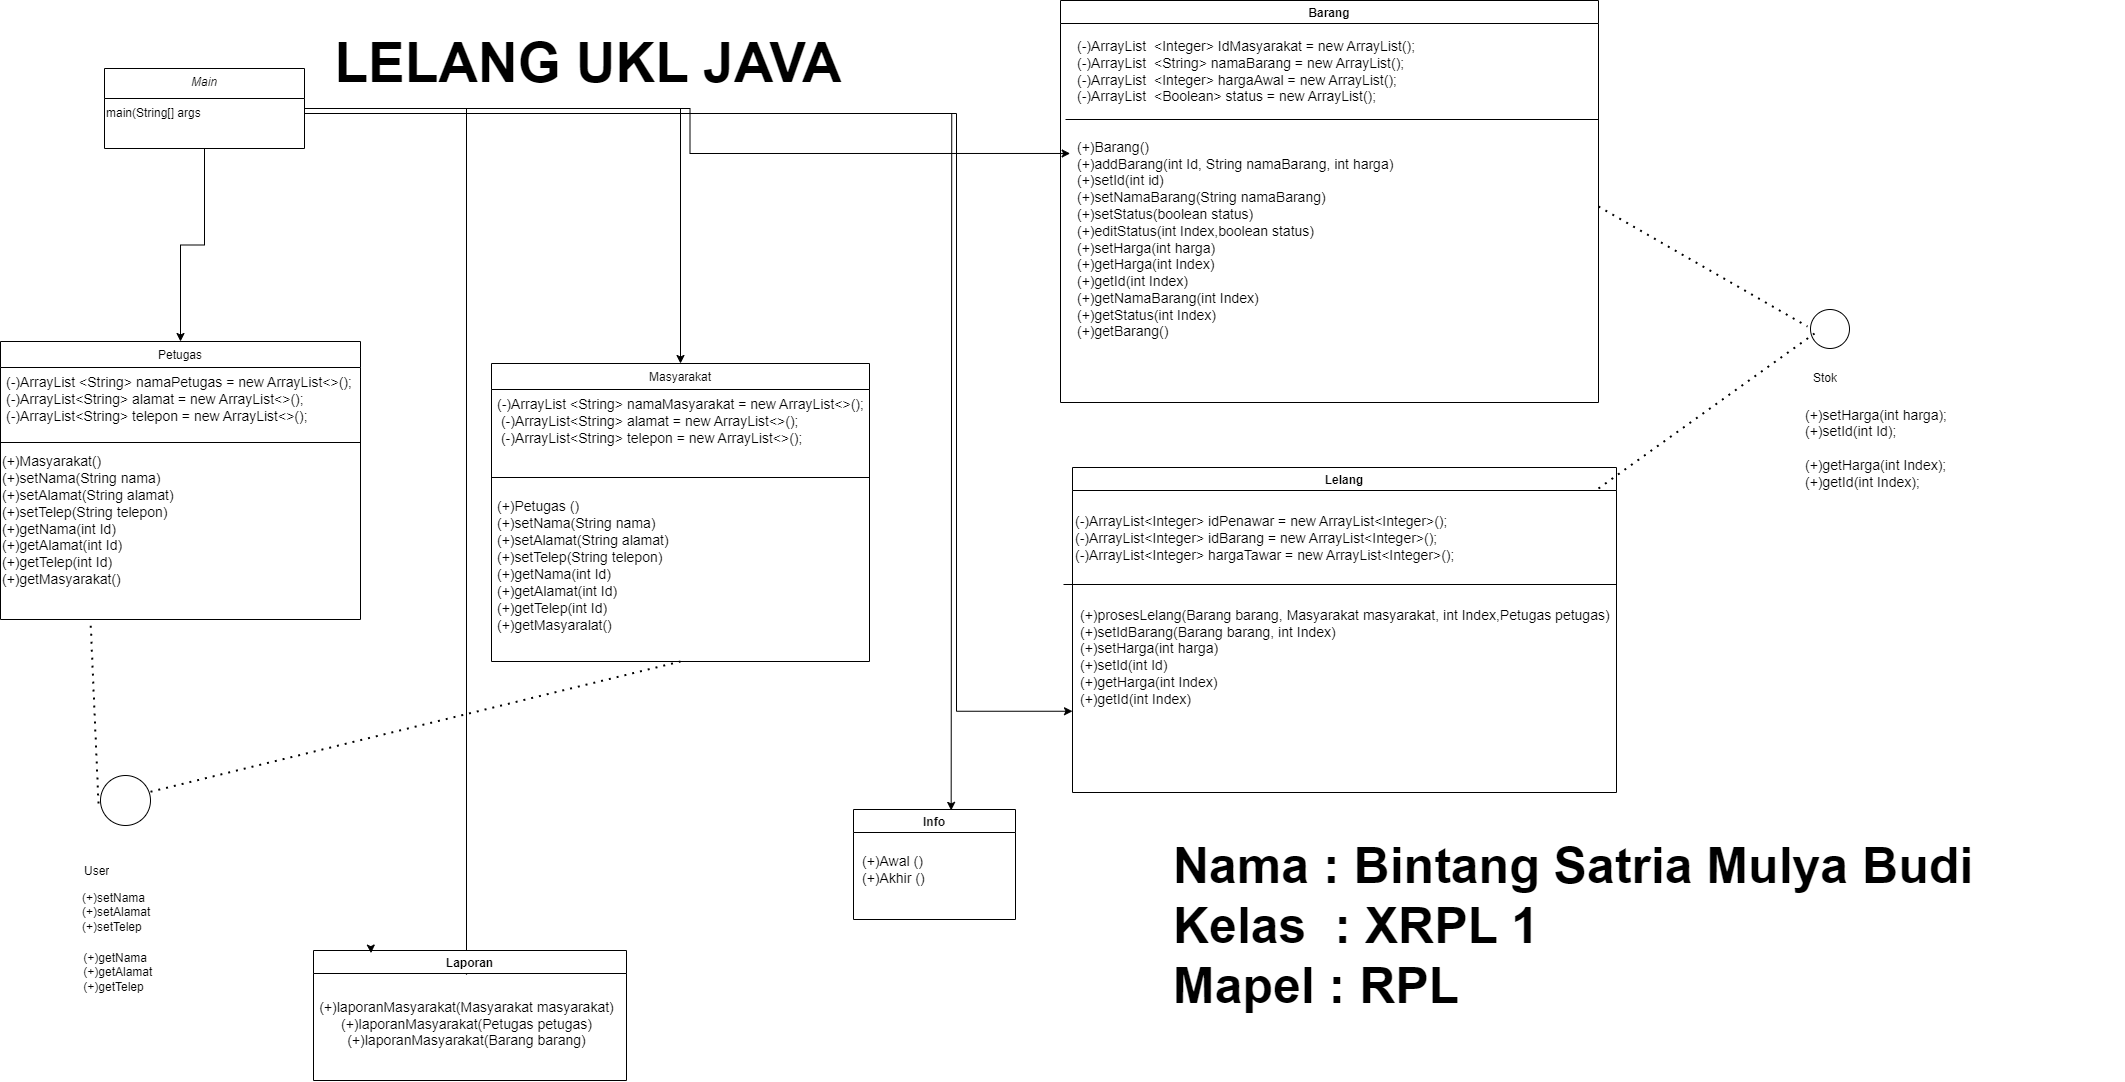 LELANG UKL JAVA
Main
main(String[] args
Barang
(-)ArrayList  <Integer> IdMasyarakat = new ArrayList();
(-)ArrayList  <String> namaBarang = new ArrayList();
(-)ArrayList  <Integer> hargaAwal = new ArrayList();
(-)ArrayList  <Boolean> status = new ArrayList();
(+)Barang()
(+)addBarang(int Id, String namaBarang, int harga)
(+)setId(int id)
(+)setNamaBarang(String namaBarang)
(+)setStatus(boolean status)
(+)editStatus(int Index,boolean status)
(+)setHarga(int harga)
(+)getHarga(int Index)
(+)getId(int Index)
(+)getNamaBarang(int Index)
(+)getStatus(int Index)
(+)getBarang()
Petugas
(-)ArrayList <String> namaPetugas = new ArrayList<>();
(-)ArrayList<String> alamat = new ArrayList<>();
(-)ArrayList<String> telepon = new ArrayList<>();
(+)Masyarakat()
(+)setNama(String nama)
(+)setAlamat(String alamat)
(+)setTelep(String telepon)
(+)getNama(int Id)
(+)getAlamat(int Id)
(+)getTelep(int Id)
(+)getMasyarakat()
Masyarakat
(-)ArrayList <String> namaMasyarakat = new ArrayList<>();
(-)ArrayList<String> alamat = new ArrayList<>();
(-)ArrayList<String> telepon = new ArrayList<>();
(+)Petugas ()
(+)setNama(String nama)
(+)setAlamat(String alamat)
(+)setTelep(String telepon)
(+)getNama(int Id)
(+)getAlamat(int Id)
(+)getTelep(int Id)
(+)getMasyaralat()
Stok
(+)setHarga(int harga);
(+)setId(int Id);
(+)getHarga(int Index);
(+)getId(int Index);
Lelang
(-)ArrayList<Integer> idPenawar = new ArrayList<Integer>();
(-)ArrayList<Integer> idBarang = new ArrayList<Integer>();
(-)ArrayList<Integer> hargaTawar = new ArrayList<Integer>();
(+)prosesLelang(Barang barang, Masyarakat masyarakat, int Index,Petugas petugas)
(+)setIdBarang(Barang barang, int Index)
(+)setHarga(int harga)
(+)setId(int Id)
(+)getHarga(int Index)
(+)getId(int Index)
User
(+)setNama
(+)setAlamat
(+)setTelep
(+)getNama
(+)getAlamat
(+)getTelep
Info
(+)Awal ()
(+)Akhir ()
Laporan
(+)laporanMasyarakat(Masyarakat masyarakat)
(+)laporanMasyarakat(Petugas petugas)
(+)laporanMasyarakat(Barang barang)
Nama : Bintang Satria Mulya Budi
Kelas  : XRPL 1
Mapel : RPL